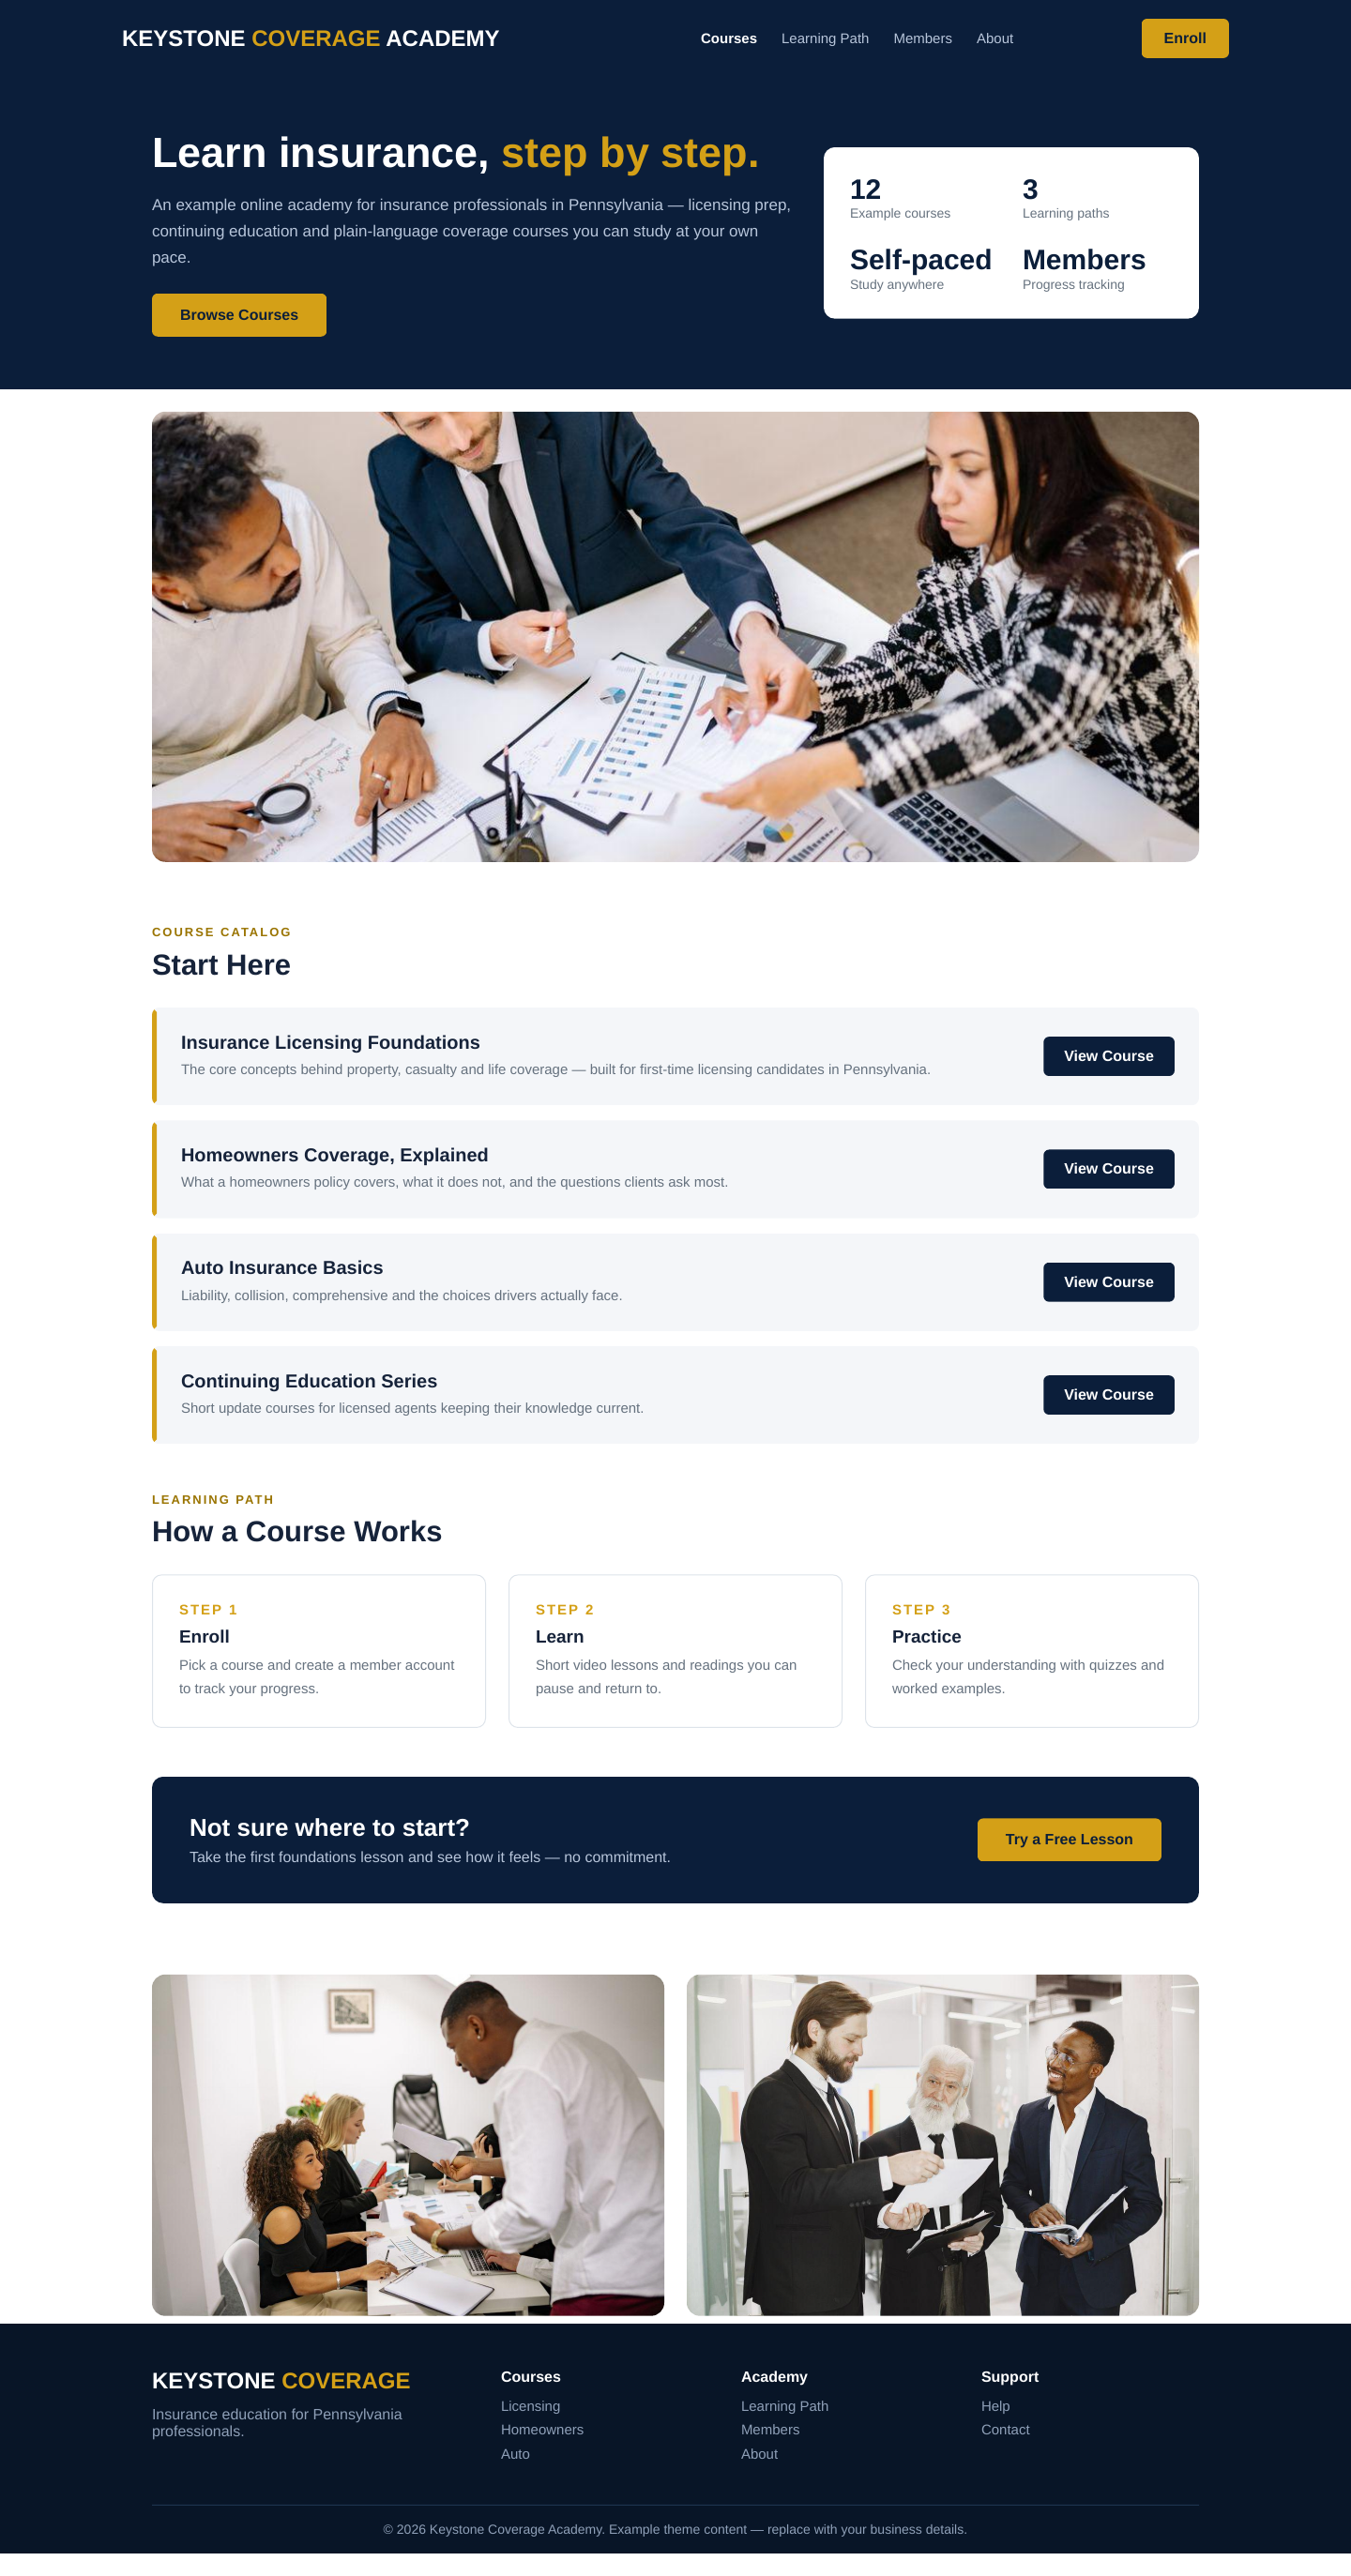 KEYSTONE COVERAGE ACADEMY
Courses
Learning Path
Members
About
Enroll
Learn insurance, step by step.
An example online academy for insurance professionals in Pennsylvania — licensing prep,
continuing education and plain-language coverage courses you can study at your own
pace.
Browse Courses
12
Example courses
3
Learning paths
Self-paced
Study anywhere
Members
Progress tracking
COURSE CATALOG
Start Here
Insurance Licensing Foundations
The core concepts behind property, casualty and life coverage — built for first-time licensing candidates in Pennsylvania.
View Course
Homeowners Coverage, Explained
What a homeowners policy covers, what it does not, and the questions clients ask most.
View Course
Auto Insurance Basics
Liability, collision, comprehensive and the choices drivers actually face.
View Course
Continuing Education Series
Short update courses for licensed agents keeping their knowledge current.
View Course
LEARNING PATH
How a Course Works
STEP 1
Enroll
Pick a course and create a member account
to track your progress.
STEP 2
Learn
Short video lessons and readings you can
pause and return to.
STEP 3
Practice
Check your understanding with quizzes and
worked examples.
Not sure where to start?
Take the first foundations lesson and see how it feels — no commitment.
Try a Free Lesson
KEYSTONE COVERAGE
Insurance education for Pennsylvania
professionals.
Courses
Licensing
Homeowners
Auto
Academy
Learning Path
Members
About
Support
Help
Contact
© 2026 Keystone Coverage Academy. Example theme content — replace with your business details.